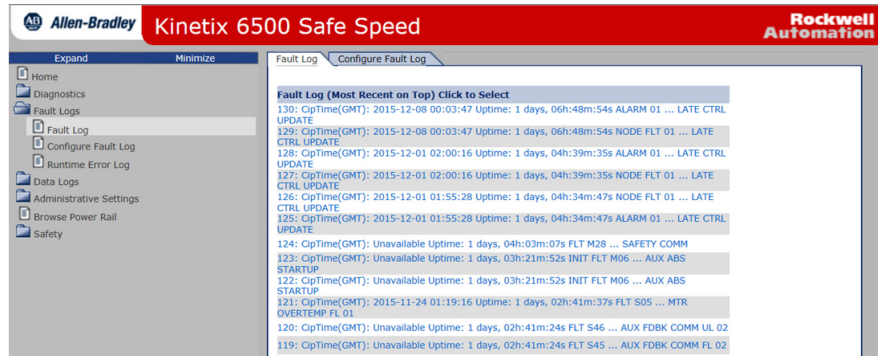 Allen-Bradley
Kinetix 6500 Safe Speed
Rockwell
Automation
Expand Minimize
Home
Diagnostics
Fault Logs
Fault Log
Configure Fault Log
Runtime Error Log
Data Logs
Administrative Settings
Browse Power Rail
Safety
Fault Log Configure Fault Log
Fault Log (Most Recent on Top) Click to Select
130: CipTime(GMT): 2015-12-08 00:03:47 Uptime: 1 days, 06h:48m:54s ALARM 01 ... LATE CTRL
UPDATE
129: CipTime(GMT): 2015-12-08 00:03:47 Uptime: 1 days, 06h:48m:54s NODE FLT 01 ... LATE
CTRL UPDATE
128: CipTime(GMT): 2015-12-01 02:00:16 Uptime: 1 days, 04h:39m:35s ALARM 01 ... LATE CTRL
UPDATE
127: CipTime(GMT): 2015-12-01 02:00:16 Uptime: 1 days, 04h:39m:35s NODE FLT 01 ... LATE
CTRL UPDATE
126: CipTime(GMT): 2015-12-01 01:55:28 Uptime: 1 days, 04h:34m:47s NODE FLT 01 ... LATE
CTRL UPDATE
125: CipTime(GMT): 2015-12-01 01:55:28 Uptime: 1 days, 04h:34m:47s ALARM 01 ... LATE CTRL
UPDATE
124: CipTime(GMT): Unavailable Uptime: 1 days, 04h:03m:07s FLT M28 ... SAFETY COMM
123: CipTime(GMT): Unavailable Uptime: 1 days, 03h:21m:52s INIT FLT M06 ... AUX ABS
STARTUP
122: CipTime(GMT): Unavailable Uptime: 1 days, 03h:21m:52s INIT FLT M06 ... AUX ABS
STARTUP
121: CipTime(GMT): 2015-11-24 01:19:16 Uptime: 1 days, 02h:41m:37s FLT S05 ... MTR
OVERTEMP FL 01
120: CipTime(GMT): Unavailable Uptime: 1 days, 02h:41m:24s FLT S46 ... AUX FDBK COMM UL 02
119: CipTime(GMT): Unavailable Uptime: 1 days, 02h:41m:24s FLT S45 ... AUX FDBK COMM FL 02